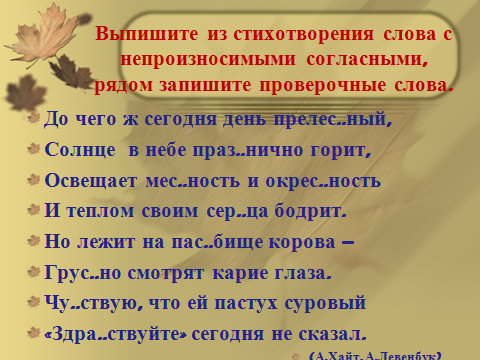 Выпишите из стихотворения слова с
непроизносимыми согласными,
рядом запишите проверочные слова.
До чего ж сегодня день прелес..ный,
Солнце в небе праз..нично горит,
Освещает мес..ность и окрес..ность
И теплом своим сер..ца бодрит.
Но лежит на пас..бище корова –
Грус..но смотрят карие глаза.
Чу..ствую, что ей пастух суровый
«Здра..ствуйте» сегодня не сказал.
(А.Хайт, А..Левенбук)